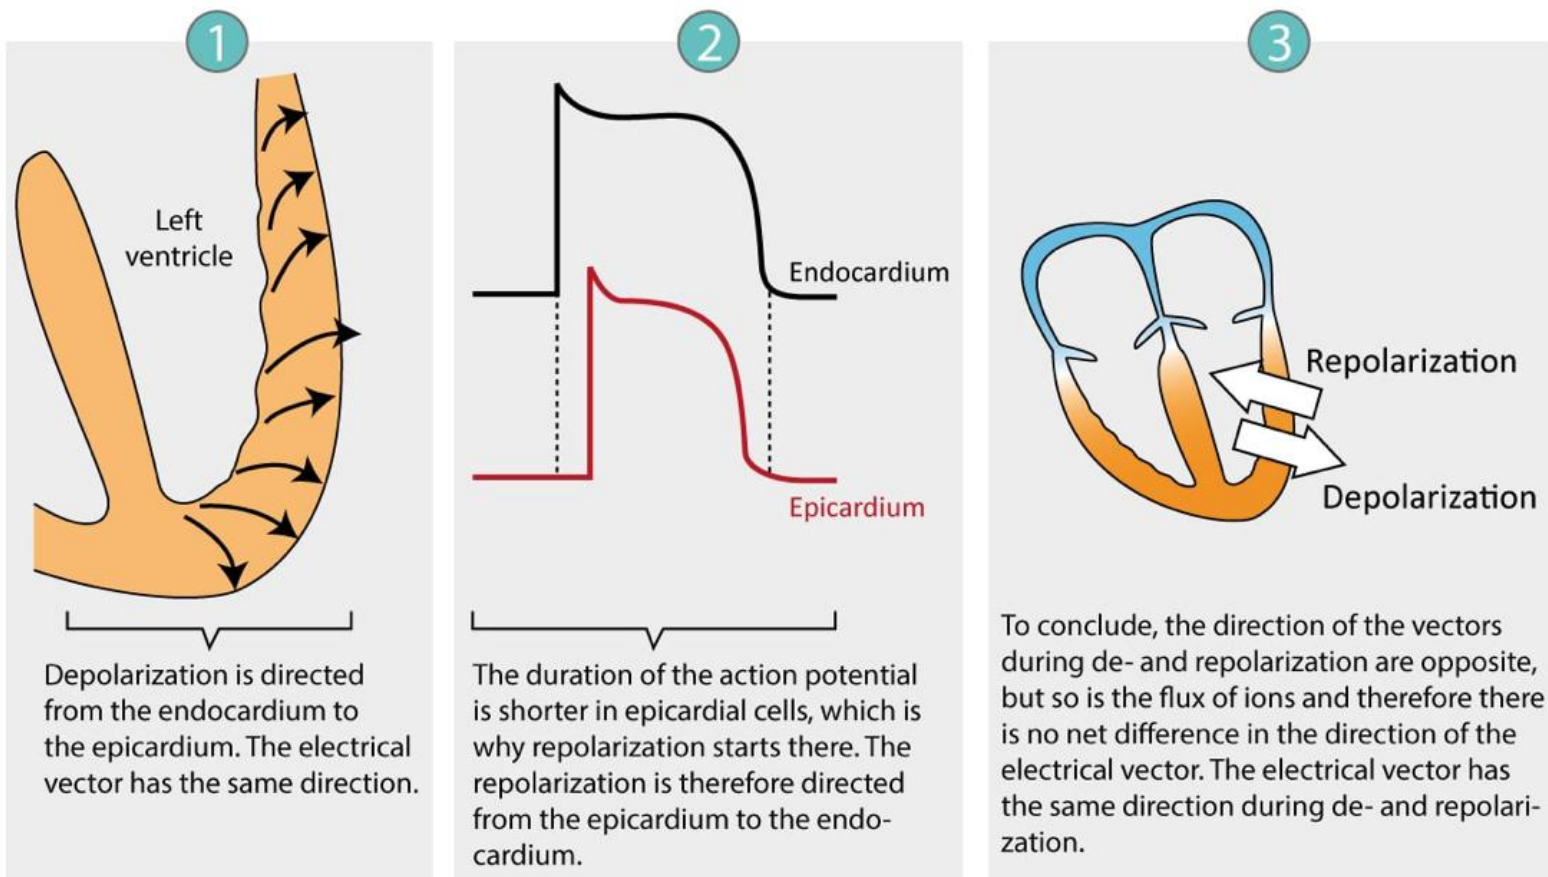 1
Left
ventricle
Depolarization is directed
from the endocardium to
the epicardium. The electrical
vector has the same direction.
2
Endocardium
Epicardium
The duration of the action potential
is shorter in epicardial cells, which is
why repolarization starts there. The
repolarization is therefore directed
from the epicardium to the endo-
cardium.
3
Repolarization
Depolarization
To conclude, the direction of the vectors
during de- and repolarization are opposite,
but so is the flux of ions and therefore there
is no net difference in the direction of the
electrical vector. The electrical vector has
the same direction during de- and repolari-
zation.